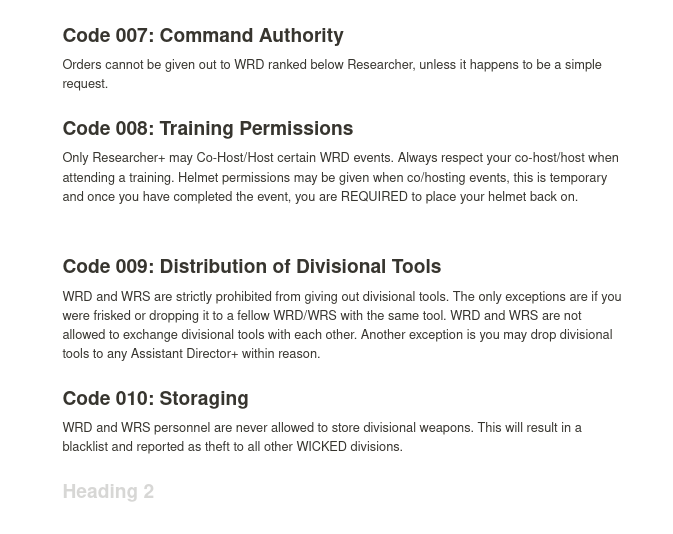 Code 007: Command Authority
Orders cannot be given out to WRD ranked below Researcher, unless it happens to be a simple
request.
Code 008: Training Permissions
Only Researcher+ may Co-Host/Host certain WRD events. Always respect your co-host/host when
attending a training. Helmet permissions may be given when co/hosting events, this is temporary
and once you have completed the event, you are REQUIRED to place your helmet back on.
Code 009: Distribution of Divisional Tools
WRD and WRS are strictly prohibited from giving out divisional tools. The only exceptions are if you
were frisked or dropping it to a fellow WRD/WRS with the same tool. WRD and WRS are not
allowed to exchange divisional tools with each other. Another exception is you may drop divisional
tools to any Assistant Director+ within reason.
Code 010: Storaging
WRD and WRS personnel are never allowed to store divisional weapons. This will result in a
blacklist and reported as theft to all other WICKED divisions.
Heading 2